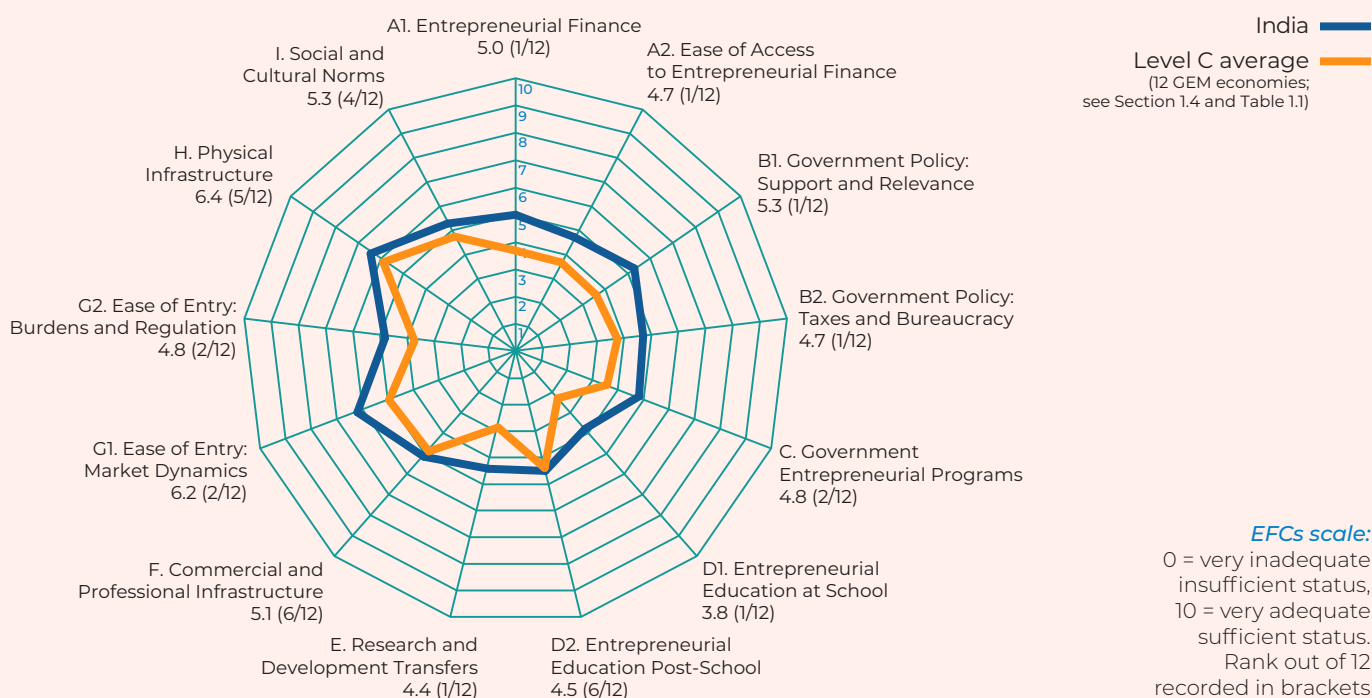 A1. Entrepreneurial Finance
5.0 (1/12)
A2. Ease of Access
to Entrepreneurial Finance
4.7 (1/12)
B1. Government Policy:
Support and Relevance
5.3 (1/12)
B2. Government Policy:
Taxes and Bureaucracy
4.7 (1/12)
C. Government
Entrepreneurial Programs
4.8 (2/12)
D1. Entrepreneurial
Education at School
3.8 (1/12)
D2. Entrepreneurial
Education Post-School
4.5 (6/12)
E. Research and
Development Transfers
4.4 (1/12)
F. Commercial and
Professional Infrastructure
5.1 (6/12)
G1. Ease of Entry:
Market Dynamics
6.2 (2/12)
G2. Ease of Entry:
Burdens and Regulation
4.8 (2/12)
H. Physical
Infrastructure
6.4 (5/12)
I. Social and
Cultural Norms
5.3 (4/12)
10
9
8
7
6
5
3
2
1
India
Level C average
(12 GEM economies;
see Section 1.4 and Table 1.1)
EFCs scale:
0 = very inadequate
insufficient status,
10 = very adequate
sufficient status.
Rank out of 12
recorded in brackets